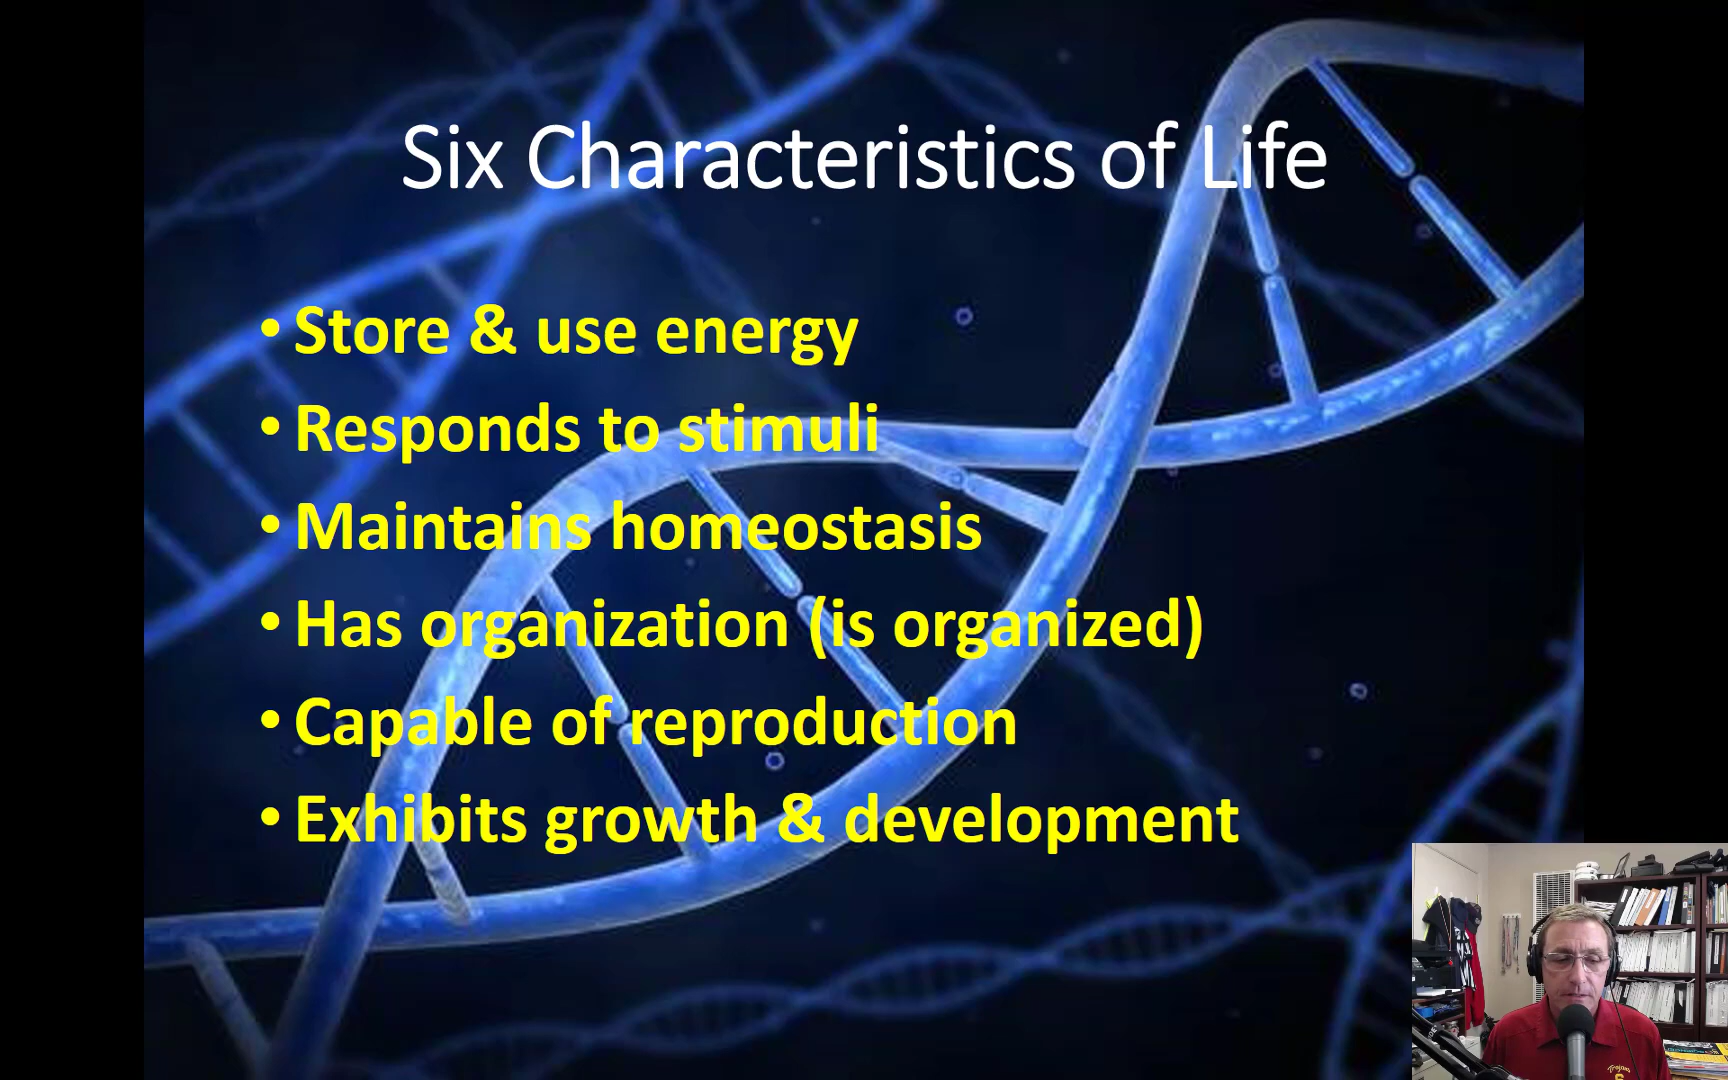 Six Characteristics of Life
• Store & use energy
• Responds to stimuli
• Maintains homeostasis
• Has organization (is organized)
• Capable of reproduction
• Exhibits growth & development
Trojans